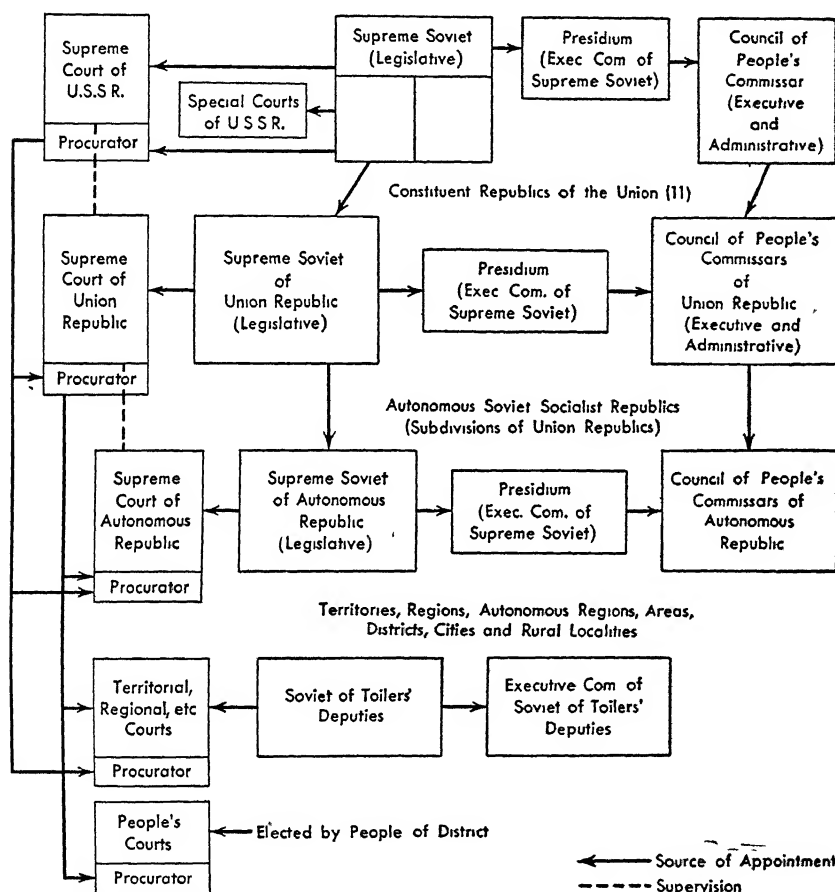 Supreme
Court of
U.S.S.R.
Procurator
Special Courts
of U S S R.
Supreme Soviet
(Legislative)
Presidium
(Exec Com of
Supreme Soviet)
Council of
People's
Commissar
(Executive
and
Administrative)
Constituent Republics of the Union (11)
Supreme
Court of
Union
Republic
Procurator
Supreme Soviet
of
Union Republic
(Legislative)
Presidium
(Exec Com. of
Supreme Soviet)
Council of People's
Commissars
of
Union Republic
(Executive and
Administrative)
Autonomous Soviet Socialist Republics
(Subdivisions of Union Republics)
Supreme
Court of
Autonomous
Republic
Procurator
Supreme Soviet
of Autonomous
Republic
(Legislative)
Presidium
(Exec. Com. of
Supreme Soviet)
Council of People's
Commissars of
Autonomous
Republic
Territories, Regions, Autonomous Regions, Areas,
Districts, Cities and Rural Localities
Territorial,
Regional, etc
Courts
Procurator
Soviet of Toilers'
Deputies
Executive Com of
Soviet of Toilers'
Deputies
People's
Courts
Procurator
Elected by People of District
Source of Appointment
Supervision